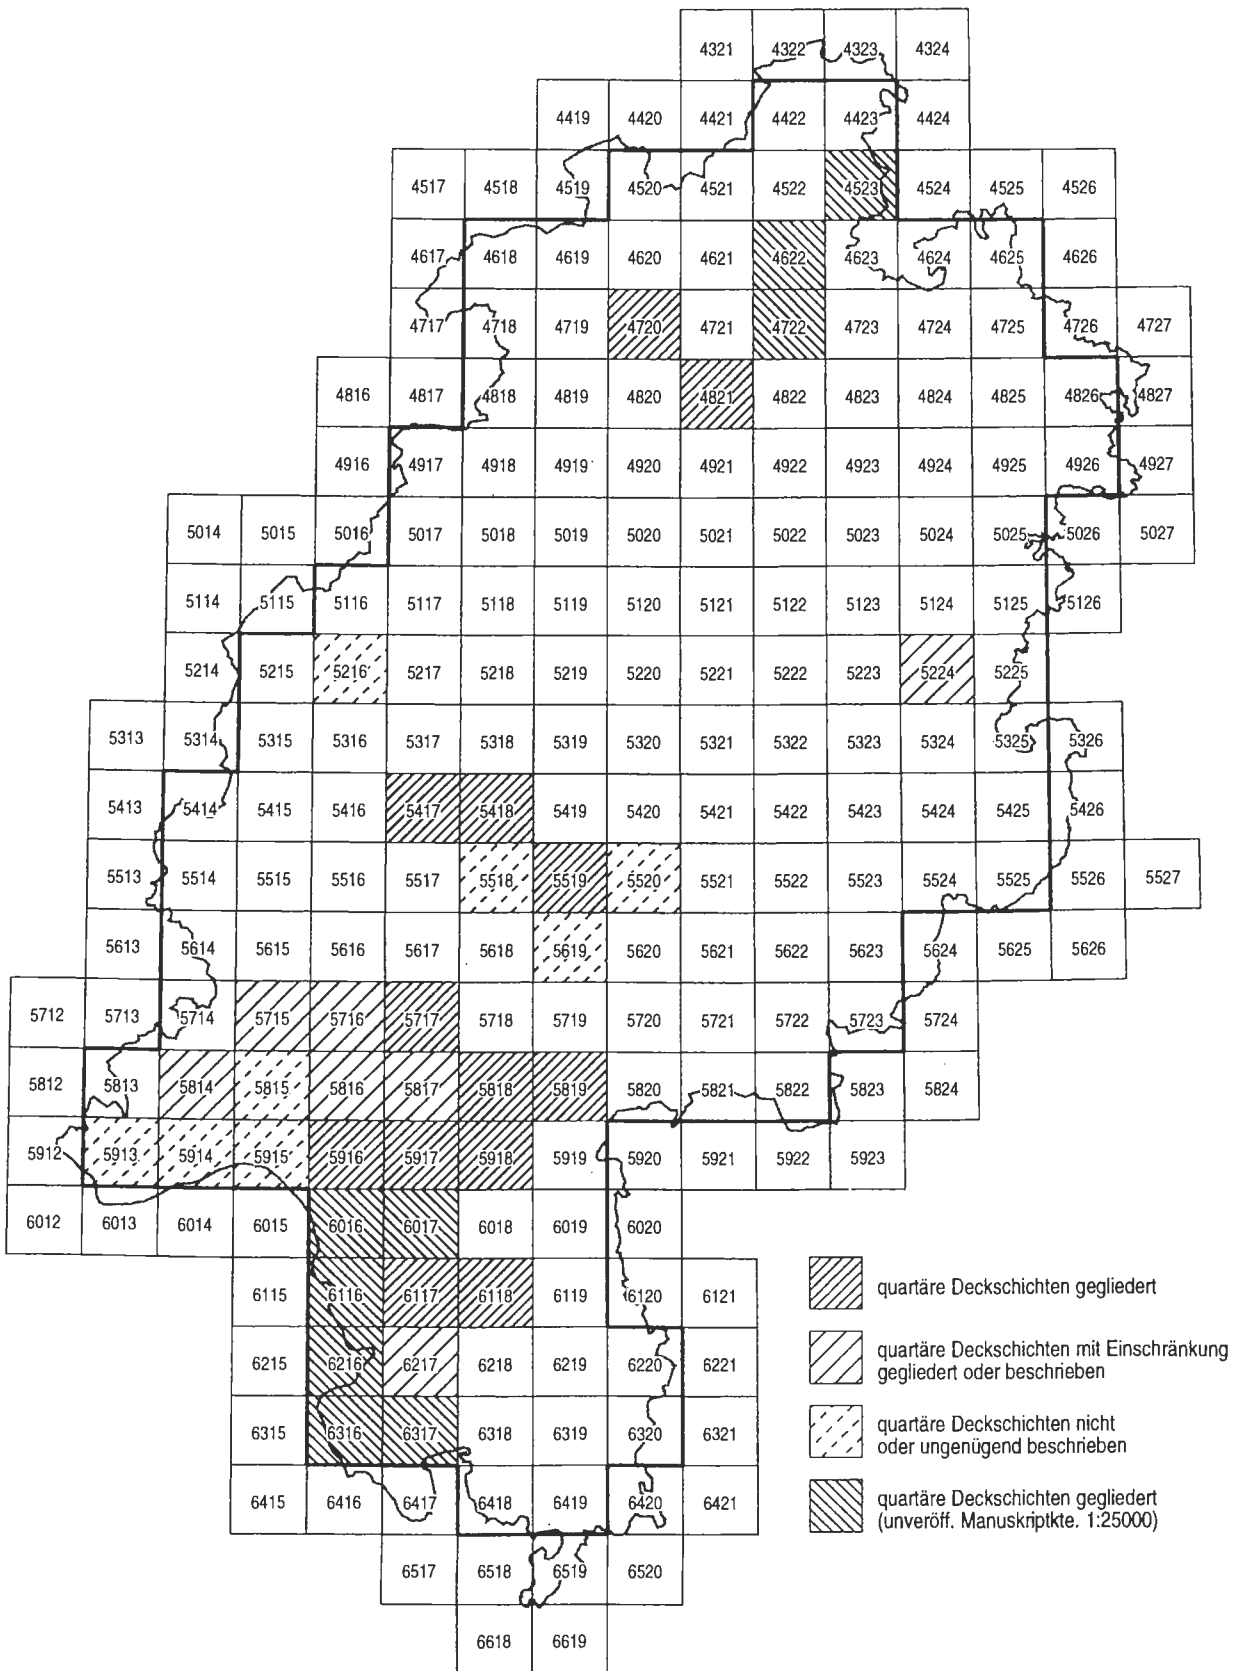 4321 4322 4323 4324
4419 4420 4421 4422 4423 4424
4517 4518 4519 4520 4521 4522 4523 4524 4525 4526
4617 4618 4619 4620 4621 4622 4623 4624 4625 4626
4717 4718 4719 4720 4721 4722 4723 4724 4725 4726 4727
4816 4817 4818 4819 4820 4821 4822 4823 4824 4825 4826 4827
4916 4917 4918 4919 4920 4921 4922 4923 4924 4925 4926 4927
5014 5015 5016 5017 5018 5019 5020 5021 5022 5023 5024 5025 5026 5027
5114 5115 5116 5117 5118 5119 5120 5121 5122 5123 5124 5125 5126
5214 5215 5216 5217 5218 5219 5220 5221 5222 5223 5224 5225
5313 5314 5315 5316 5317 5318 5319 5320 5321 5322 5323 5324 5325 5326
5413 5414 5415 5416 5417 5418 5419 5420 5421 5422 5423 5424 5425 5426
5513 5514 5515 5516 5517 5518 5519 5520 5521 5522 5523 5524 5525 5526 5527
5613 5614 5615 5616 5617 5618 5619 5620 5621 5622 5623 5624 5625 5626
5712 5713 5714 5715 5716 5717 5718 5719 5720 5721 5722 5723 5724
5812 5813 5814 5815 5816 5817 5818 5819 5820 5821 5822 5823 5824
5912 5913 5914 5915 5916 5917 5918 5919 5920 5921 5922 5923
6012 6013 6014 6015 6016 6017 6018 6019 6020
6115 6116 6117 6118 6119 6120 6121
6215 6216 6217 6218 6219 6220 6221
6315 6316 6317 6318 6319 6320 6321
6415 6416 6417 6418 6419 6420 6421
6517 6518 6519 6520
6618 6619
quartäre Deckschichten gegliedert
quartäre Deckschichten mit Einschränkung
gegliedert oder beschrieben
quartäre Deckschichten nicht
oder ungenügend beschrieben
quartäre Deckschichten gegliedert
(unveröff. Manuskriptkte. 1:25000)